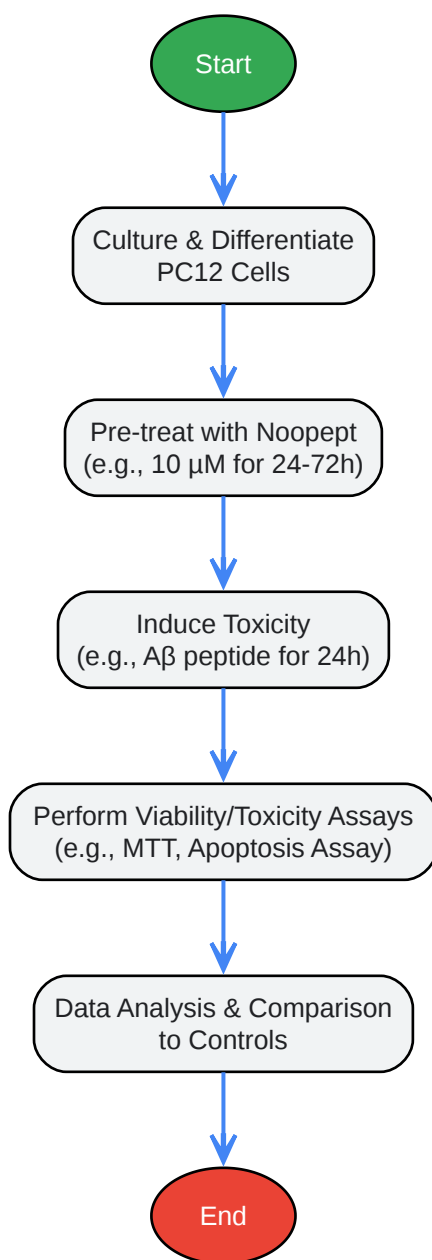 Start
Culture & Differentiate
PC12 Cells
Pre-treat with Noopept
(e.g., 10 µM for 24-72h)
Induce Toxicity
(e.g., Aβ peptide for 24h)
Perform Viability/Toxicity Assays
(e.g., MTT, Apoptosis Assay)
Data Analysis & Comparison
to Controls
End